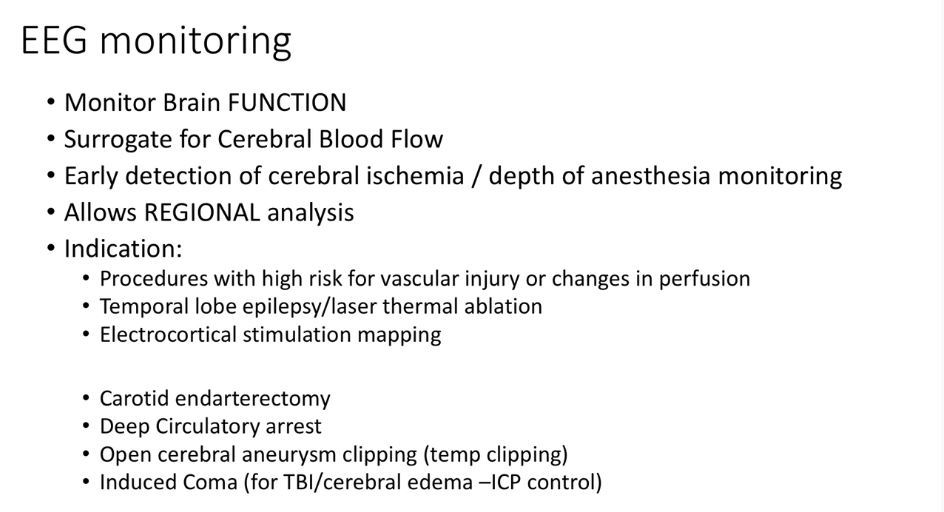 EEG monitoring
• Monitor Brain FUNCTION
• Surrogate for Cerebral Blood Flow
• Early detection of cerebral ischemia / depth of anesthesia monitoring
• Allows REGIONAL analysis
• Indication:
• Procedures with high risk for vascular injury or changes in perfusion
• Temporal lobe epilepsy/laser thermal ablation
• Electrocortical stimulation mapping
• Carotid endarterectomy
• Deep Circulatory arrest
• Open cerebral aneurysm clipping (temp clipping)
• Induced Coma (for TBI/cerebral edema –ICP control)